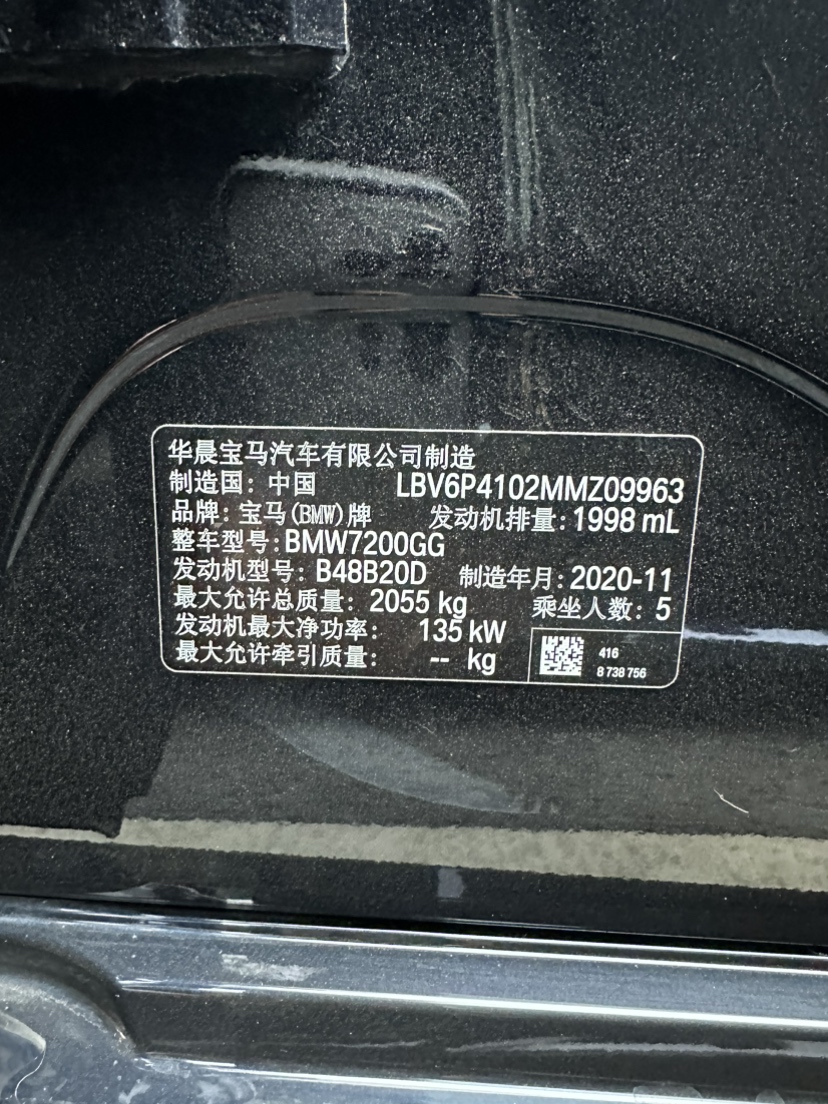 华晨宝马汽车有限公司制造
制造国：中国 LBV6P4102MMZ09963
品牌：宝马(BMW)牌 发动机排量：1998 mL
整车型号：BMW7200GG
发动机型号：B48B20D 制造年月：2020-11
最大允许总质量：2055 kg 乘坐人数：5
发动机最大净功率：135 kW
最大允许牵引质量：-- kg
416
8 738 756